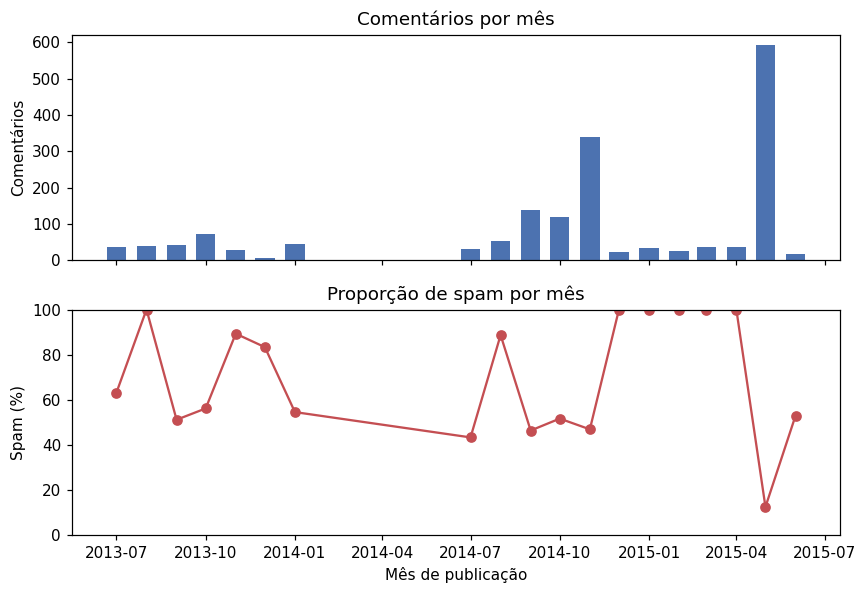 Comentários por mês
Comentários
600
500
400
300
200
100
0
Proporção de spam por mês
Spam (%)
100
80
60
40
20
0
2013-07 2013-10 2014-01 2014-04 2014-07 2014-10 2015-01 2015-04 2015-07
Mês de publicação